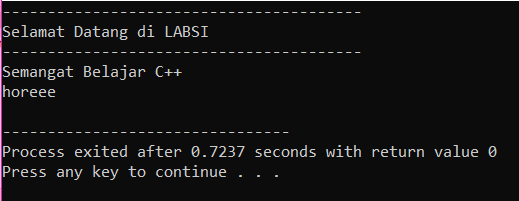 ---------------------------------------
Selamat Datang di LABSI
---------------------------------------
Semangat Belajar C++
horeee
--------------------------------
Process exited after 0.7237 seconds with return value 0
Press any key to continue . . .